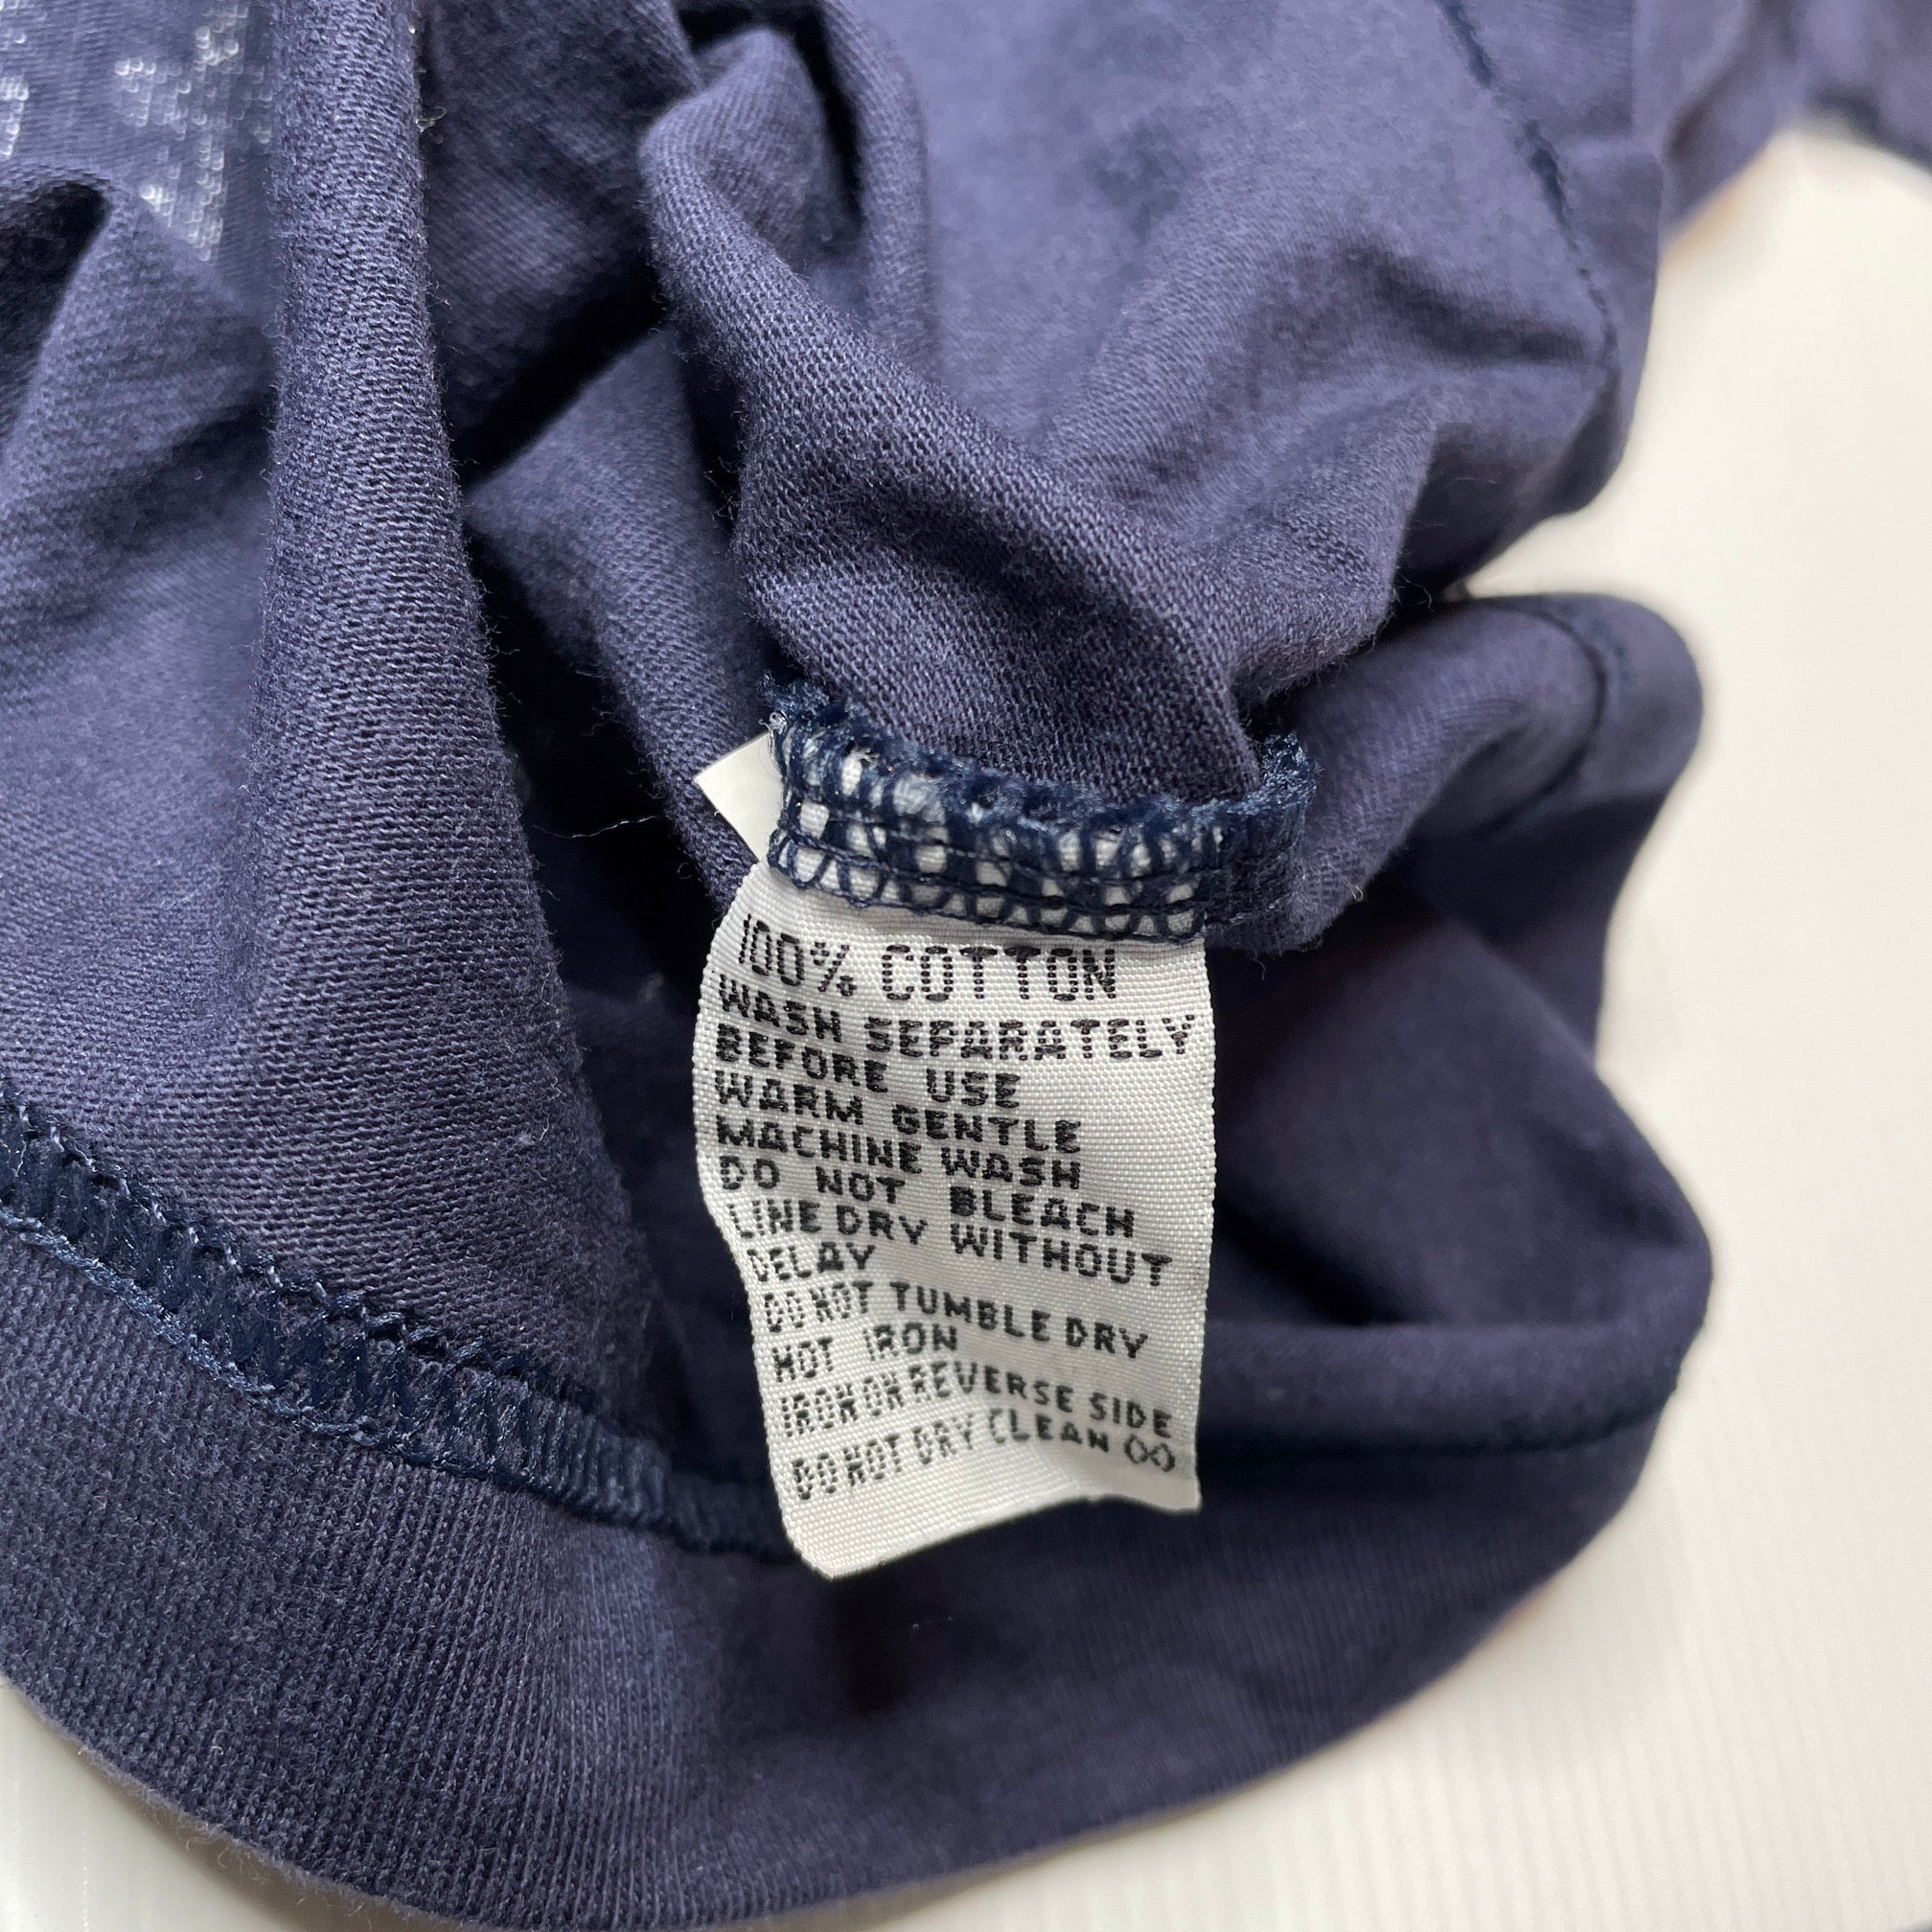 100% COTTON
WASH SEPARATELY
BEFORE USE
WARM GENTLE
MACHINE WASH
DO NOT BLEACH
LINE DRY WITHOUT
DELAY
DO NOT TUMBLE DRY
HOT IRON
IRON ON REVERSE SIDE
DO NOT DRY CLEAN (X)